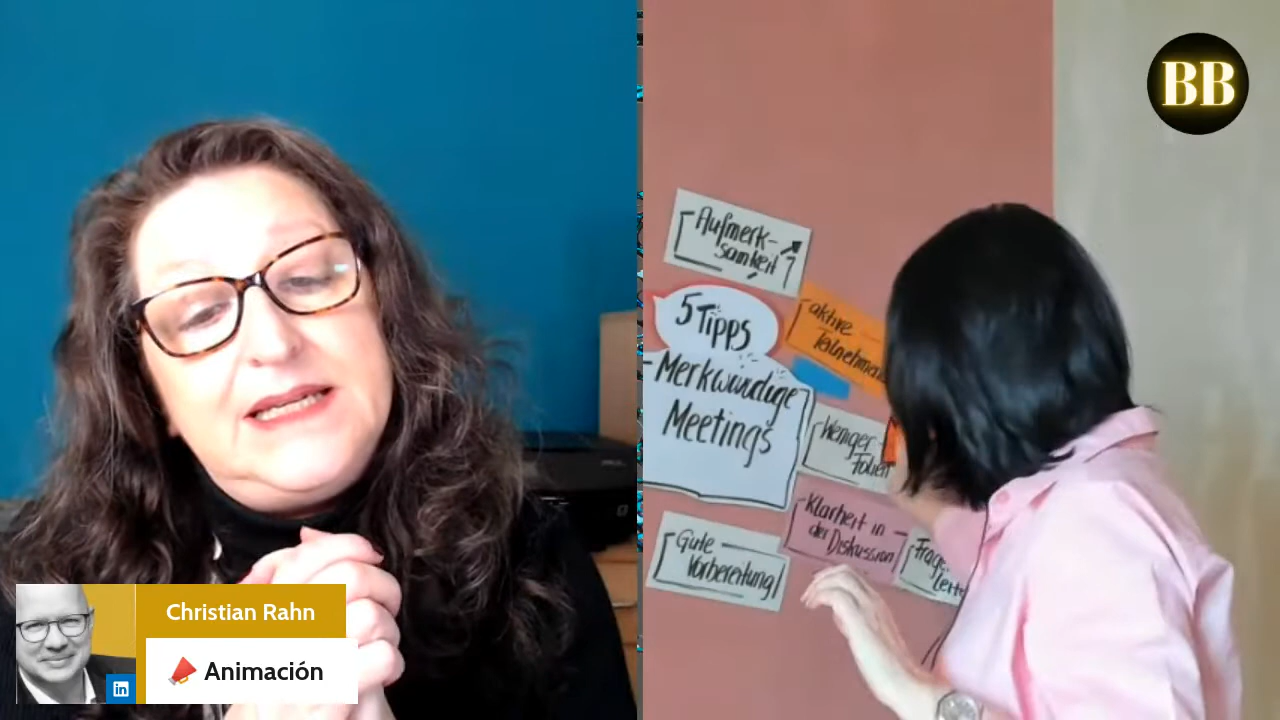 BB
Aufmerk-
samkeit
5 Tipps
Merkwürdige
Meetings
aktive
Weniger
Folien
Klarheit in
der Diskussion
Gute
Vorbereitung
Christian Rahn
in
Animación